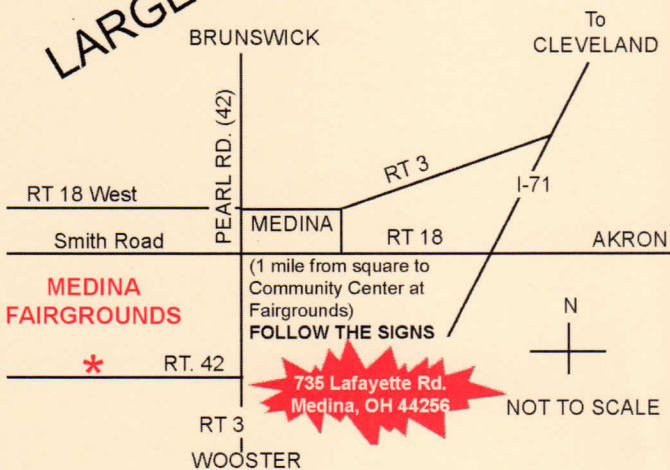 LARGE
BRUNSWICK
To
CLEVELAND
PEARL RD. (42)
RT 3
I-71
RT 18 West
MEDINA
Smith Road
RT 18
AKRON
(1 mile from square to
Community Center at
Fairgrounds)
FOLLOW THE SIGNS
MEDINA
FAIRGROUNDS
*
RT. 42
N
735 Lafayette Rd.
Medina, OH 44256
NOT TO SCALE
RT 3
WOOSTER